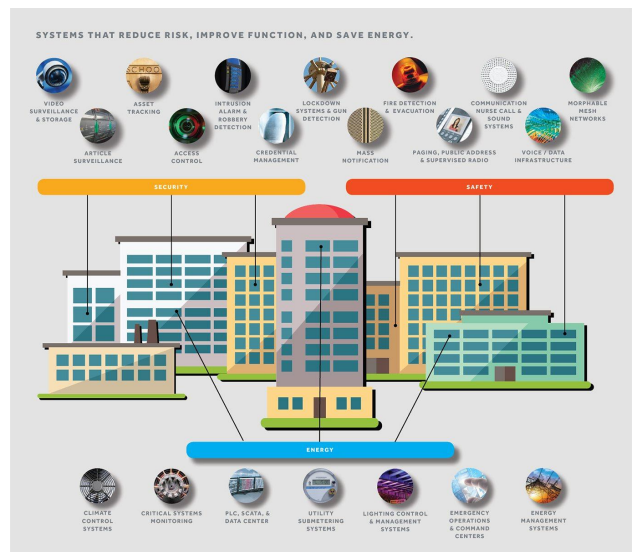 SYSTEMS THAT REDUCE RISK, IMPROVE FUNCTION, AND SAVE ENERGY.
VIDEO
SURVEILLANCE
& STORAGE
ASSET
TRACKING
INTRUSION
ALARM &
ROBBERY
DETECTION
LOCKDOWN
SYSTEMS & GUN
DETECTION
FIRE DETECTION
& EVACUATION
COMMUNICATION
NURSE CALL &
SOUND
SYSTEMS
MORPHABLE
MESH
NETWORKS
ARTICLE
SURVEILLANCE
ACCESS
CONTROL
CREDENTIAL
MANAGEMENT
MASS
NOTIFICATION
PAGING, PUBLIC ADDRESS
& SUPERVISED RADIO
VOICE / DATA
INFRASTRUCTURE
SECURITY
SAFETY
ENERGY
CLIMATE
CONTROL
SYSTEMS
CRITICAL SYSTEMS
MONITORING
PLC, SCATA, &
DATA CENTER
UTILITY
SUBMETERING
SYSTEMS
LIGHTING CONTROL
& MANAGEMENT
SYSTEMS
EMERGENCY
OPERATIONS
& COMMAND
CENTERS
ENERGY
MANAGEMENT
SYSTEMS